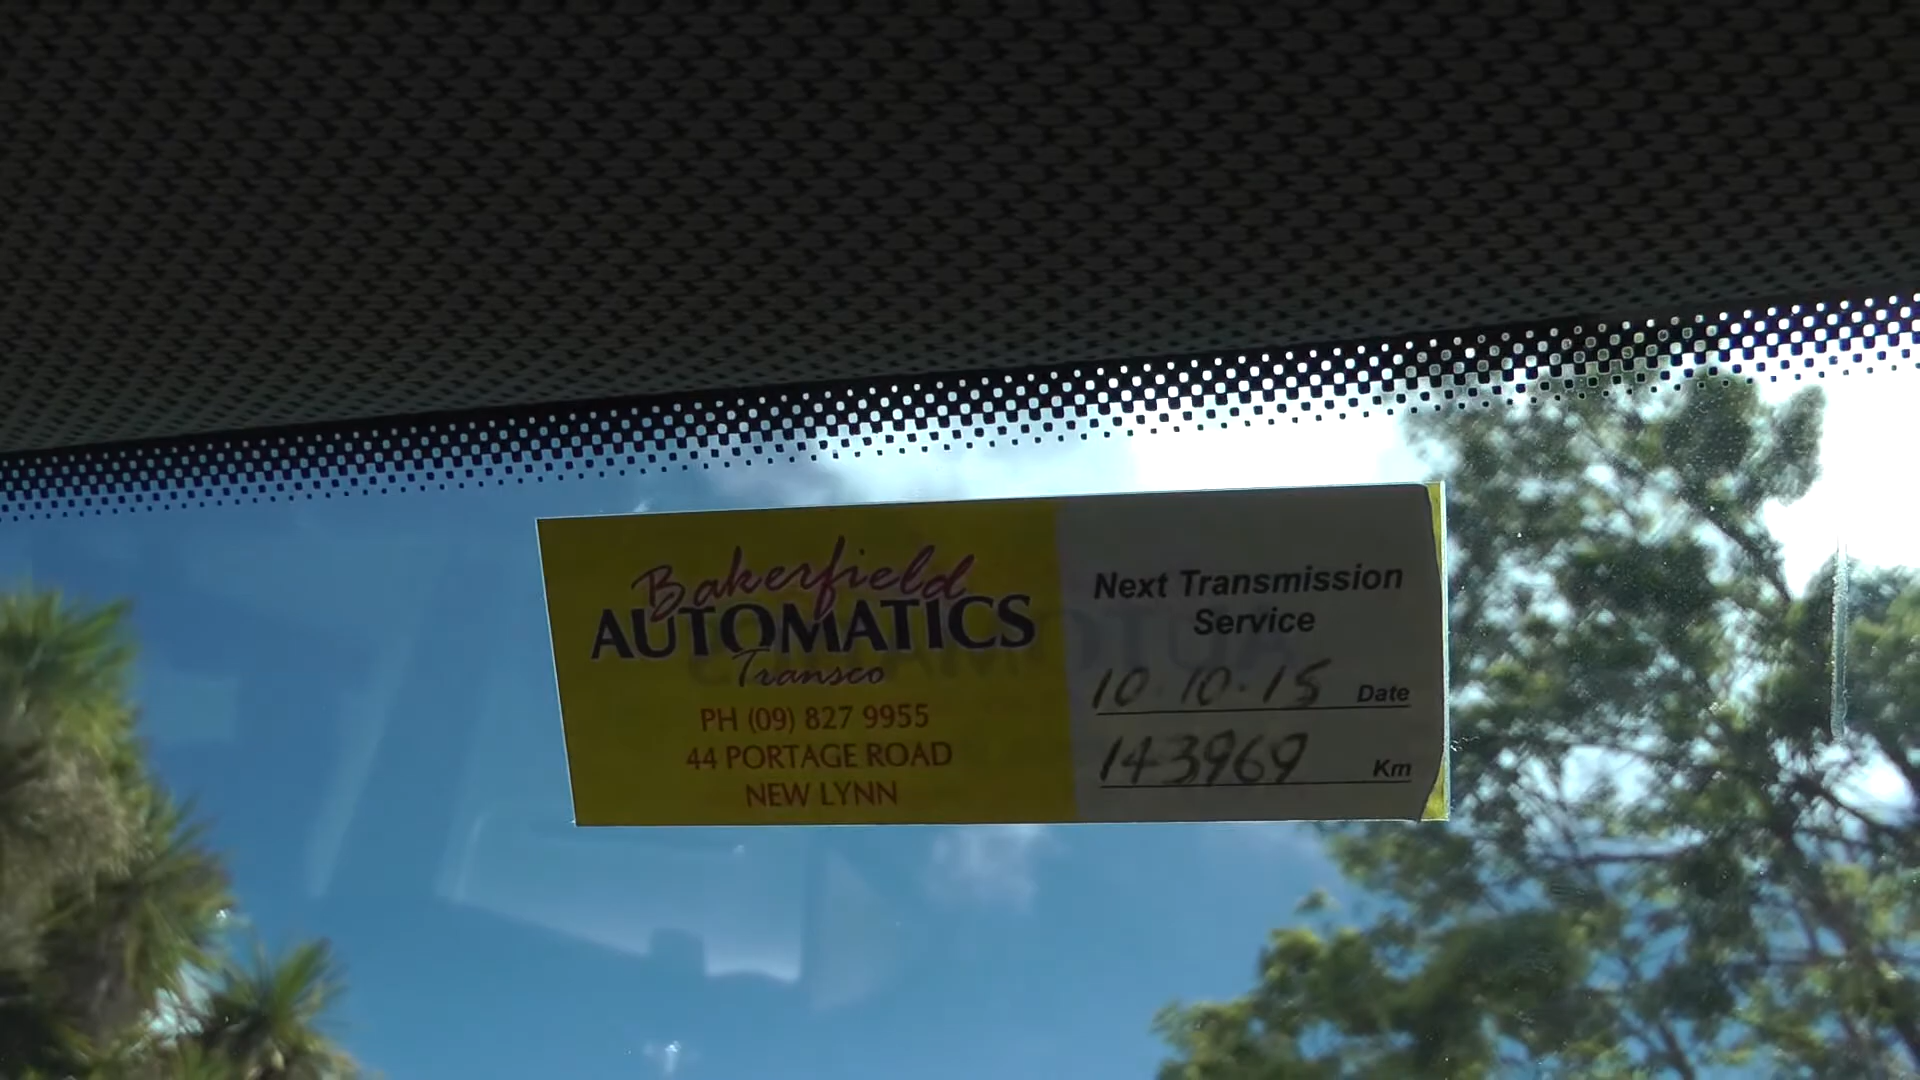 Bakerfield
AUTOMATICS
Transco
PH (09) 827 9955
44 PORTAGE ROAD
NEW LYNN
Next Transmission
Service
10.10.15 Date
143969 Km